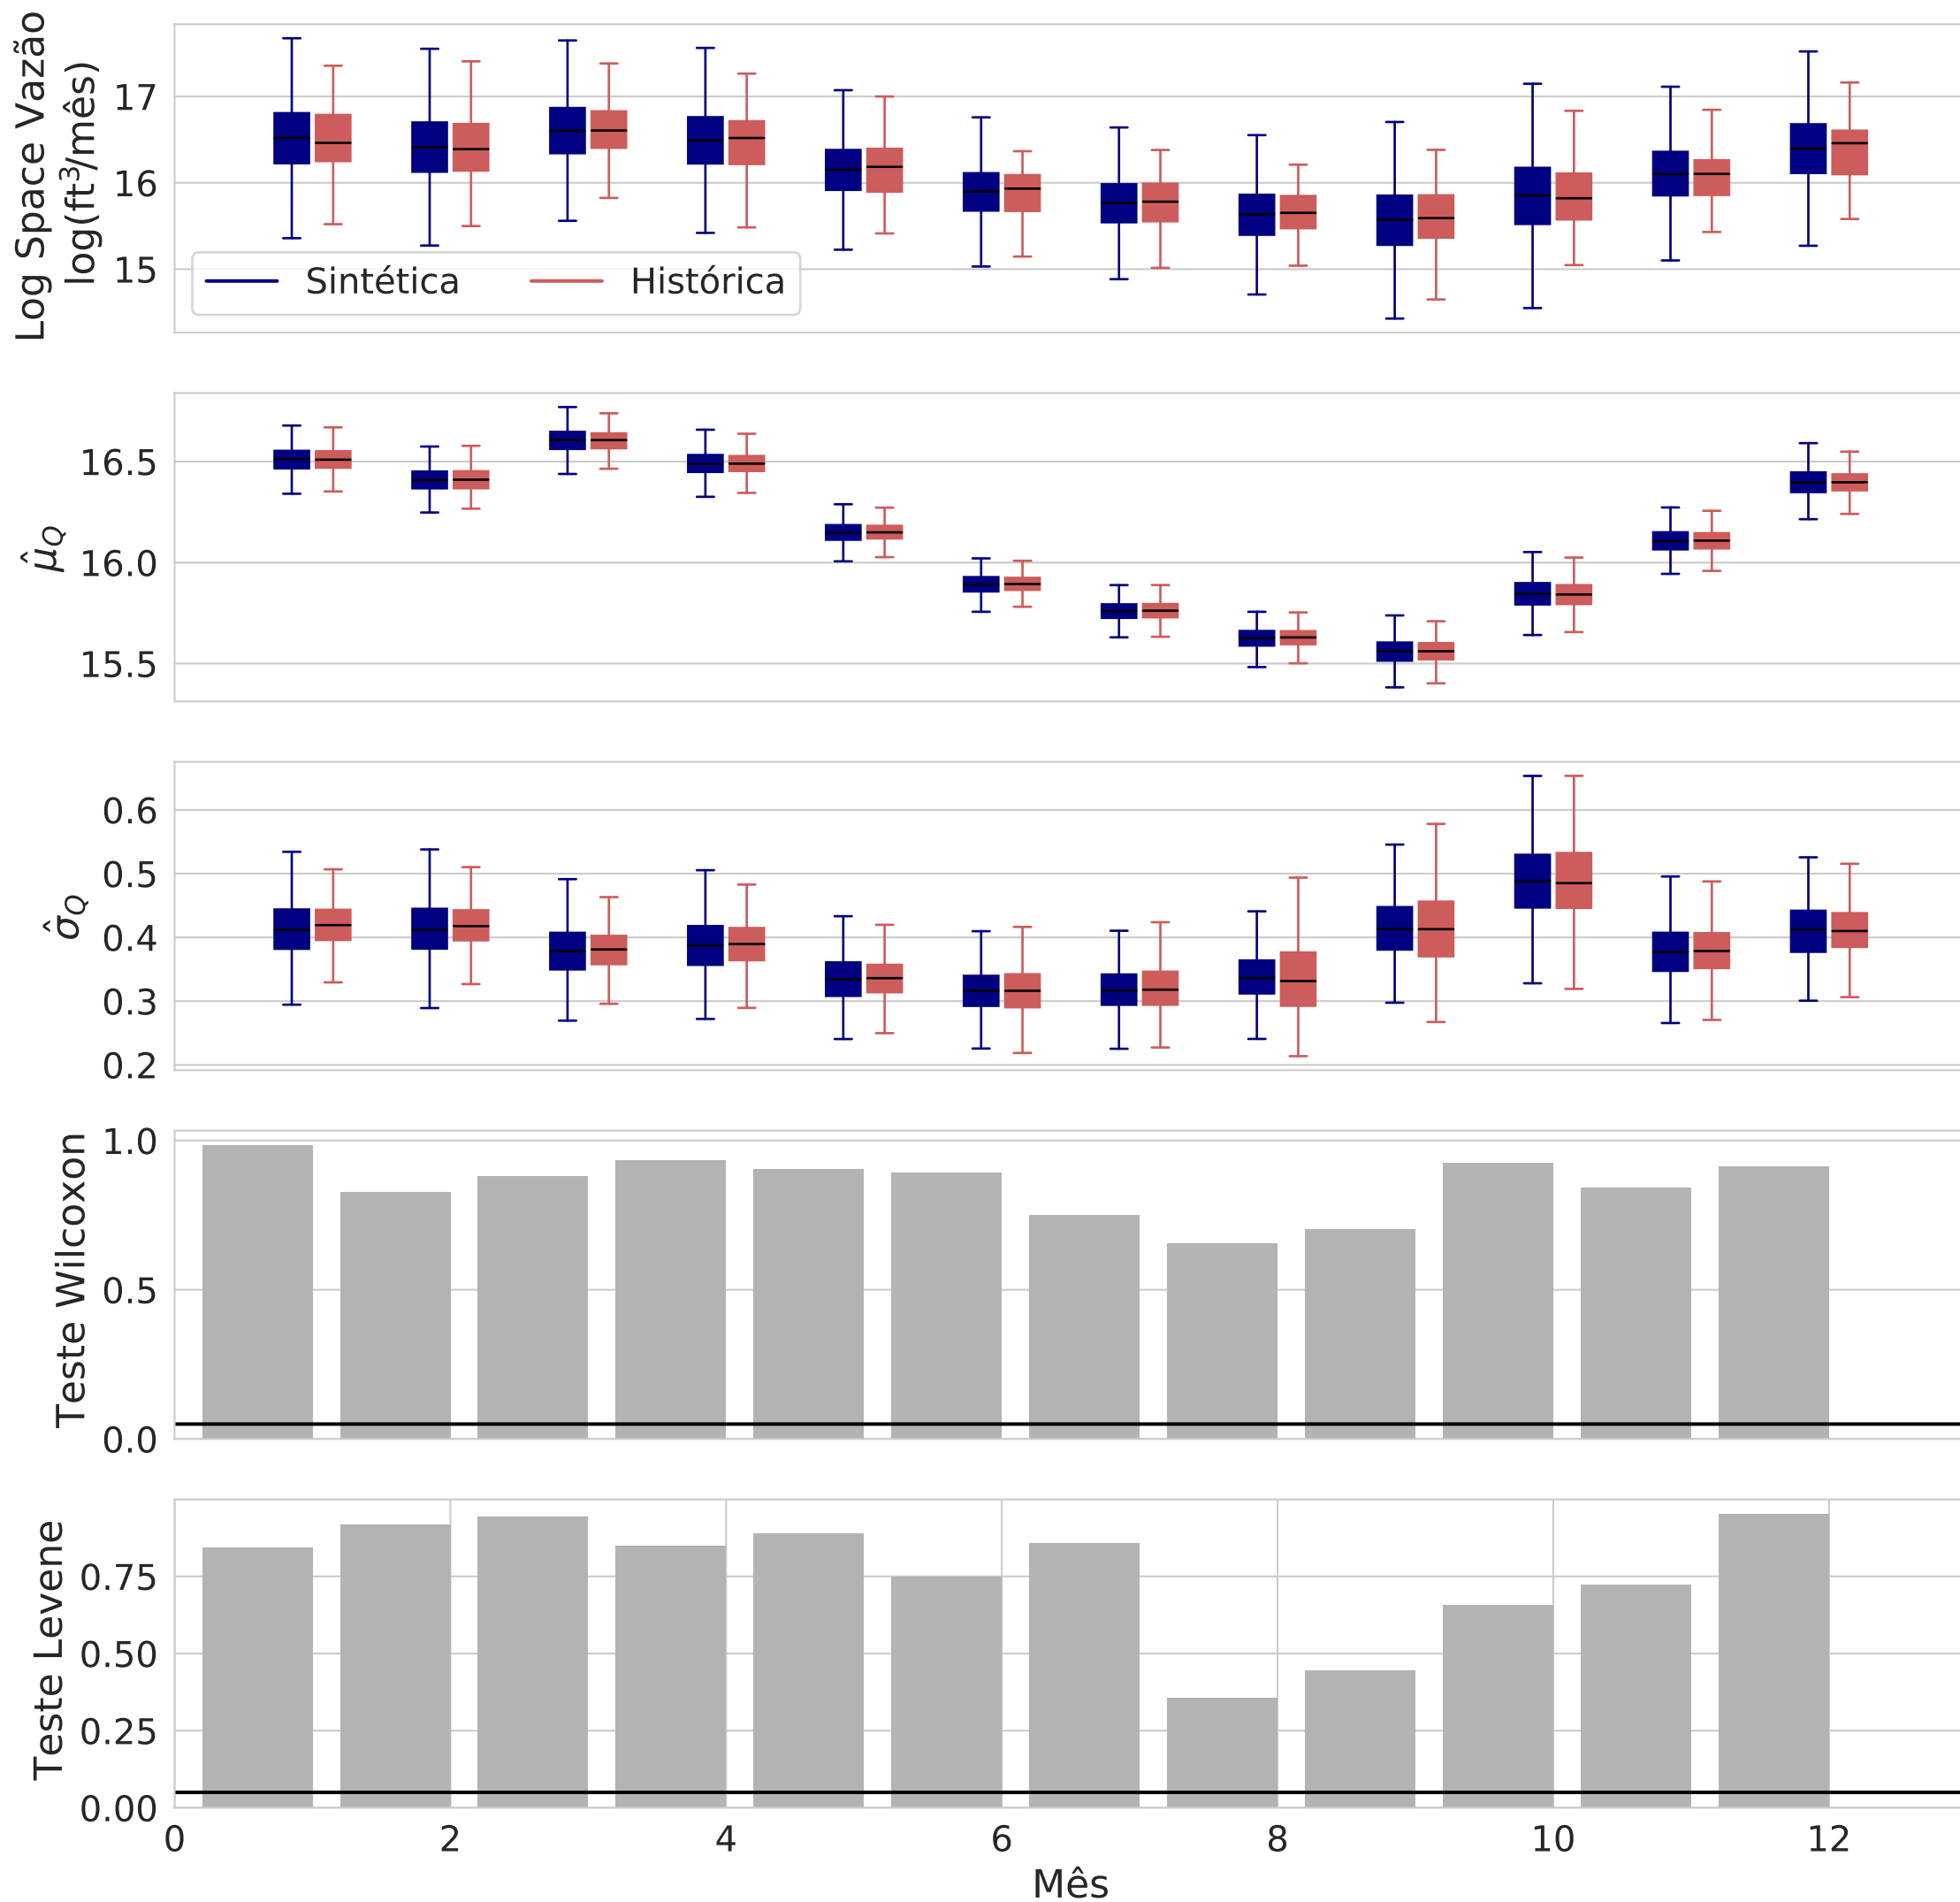 Log Space Vazão
log(ft³/mês)
17
16
15
Sintética
Histórica
μ̂_Q
16.5
16.0
15.5
σ̂_Q
0.6
0.5
0.4
0.3
0.2
Teste Wilcoxon
1.0
0.5
0.0
Teste Levene
0.75
0.50
0.25
0.00
0 2 4 6 8 10 12
Mês